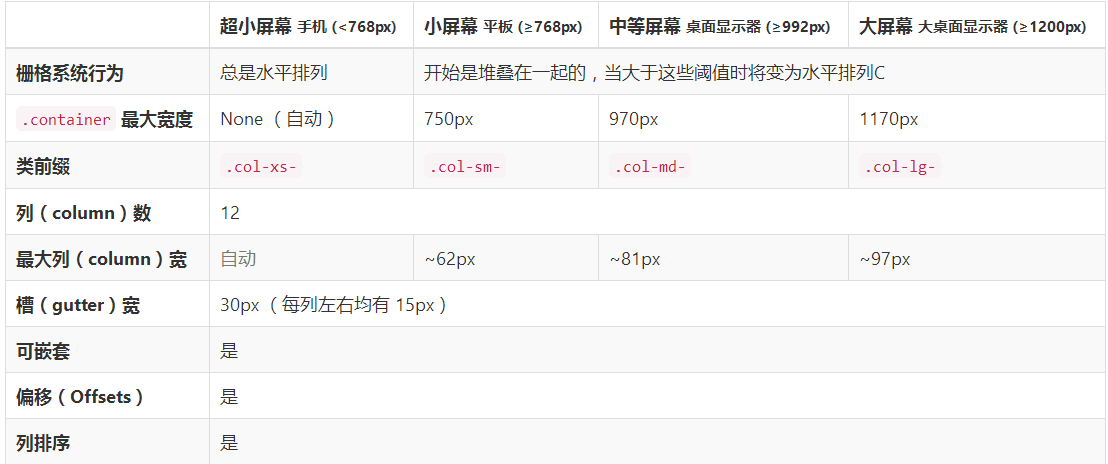 超小屏幕 手机 (<768px) 小屏幕 平板 (≥768px) 中等屏幕 桌面显示器 (≥992px) 大屏幕 大桌面显示器 (≥1200px)
栅格系统行为 总是水平排列 开始是堆叠在一起的，当大于这些阈值时将变为水平排列C
.container 最大宽度 None （自动） 750px 970px 1170px
类前缀 .col-xs- .col-sm- .col-md- .col-lg-
列（column）数 12
最大列（column）宽 自动 ~62px ~81px ~97px
槽（gutter）宽 30px （每列左右均有 15px）
可嵌套 是
偏移（Offsets） 是
列排序 是